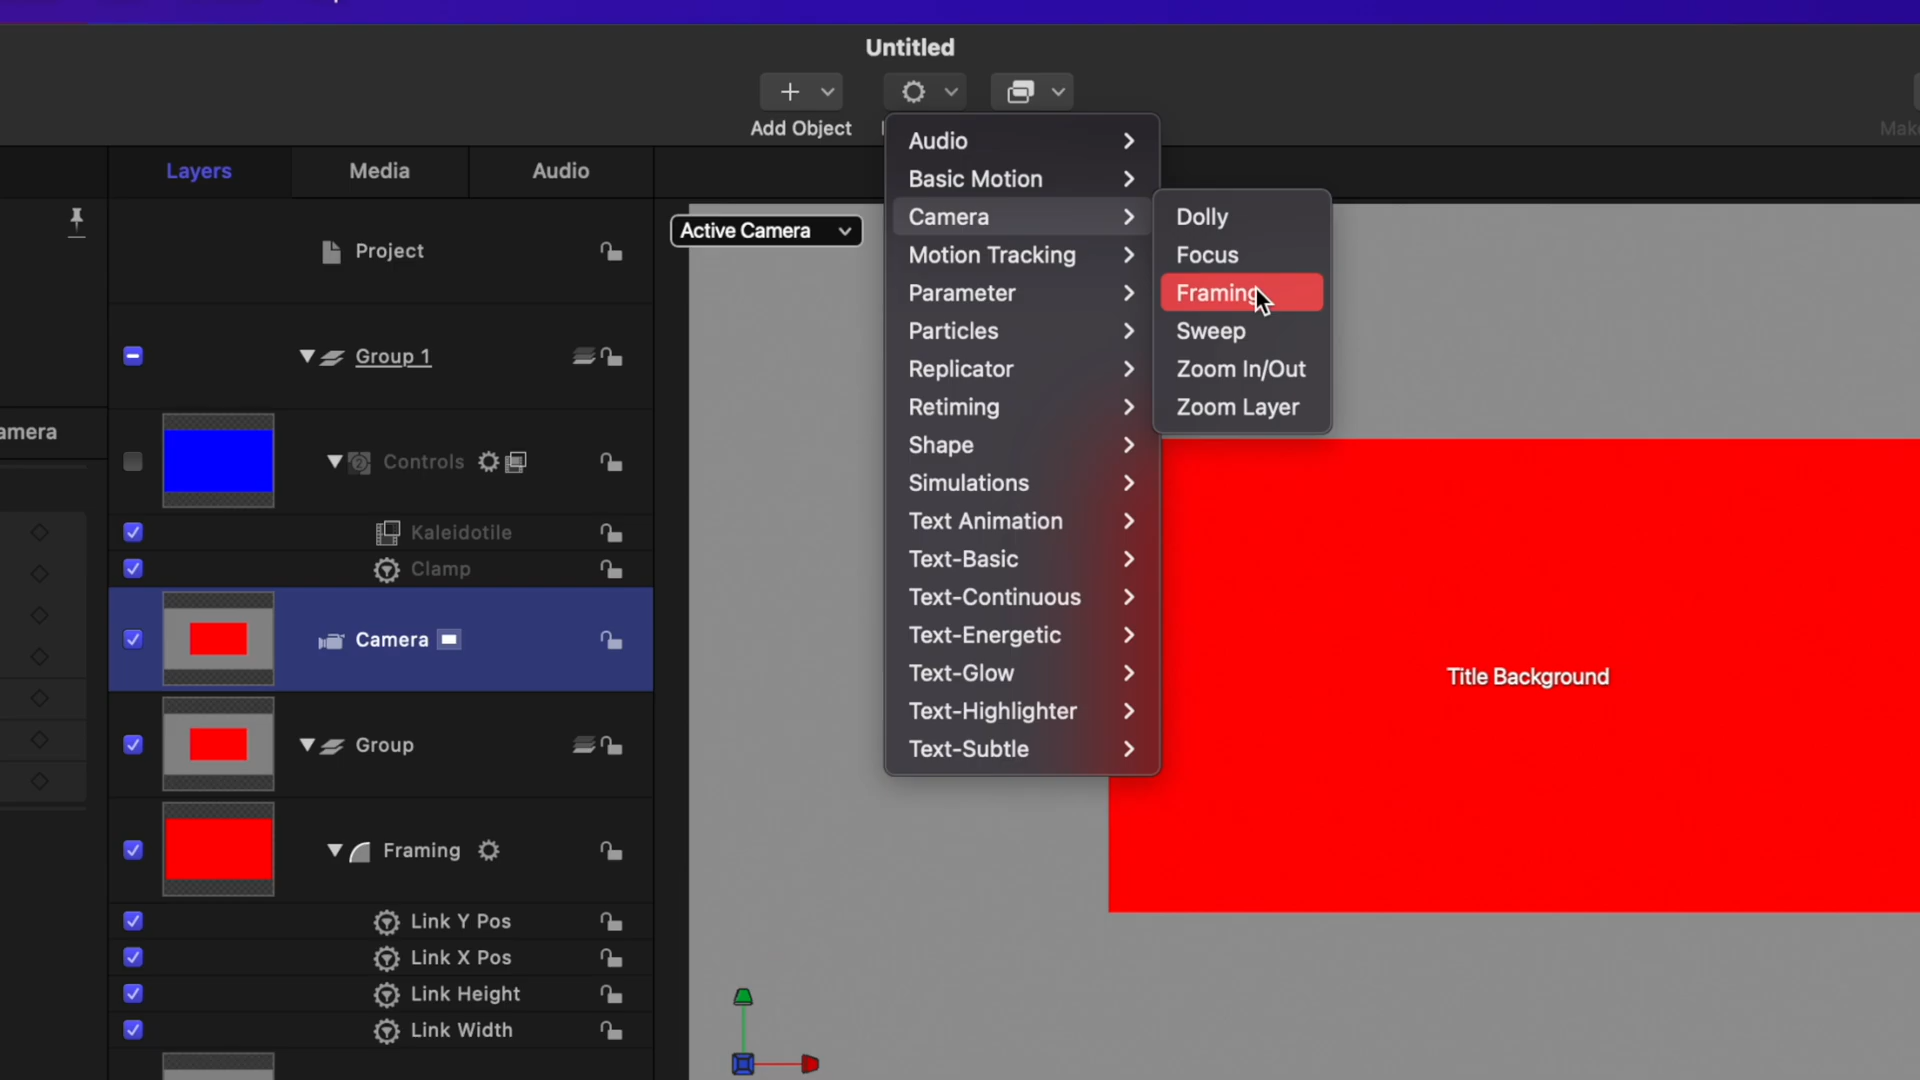 Untitled
Add Object
Mak
Layers
Media
Audio
Active Camera
Project
Group 1
amera
Controls
Kaleidotile
Clamp
Camera
Group
Framing
Link Y Pos
Link X Pos
Link Height
Link Width
Audio
Basic Motion
Camera
Motion Tracking
Parameter
Particles
Replicator
Retiming
Shape
Simulations
Text Animation
Text-Basic
Text-Continuous
Text-Energetic
Text-Glow
Text-Highlighter
Text-Subtle
Dolly
Focus
Framing
Sweep
Zoom In/Out
Zoom Layer
Title Background